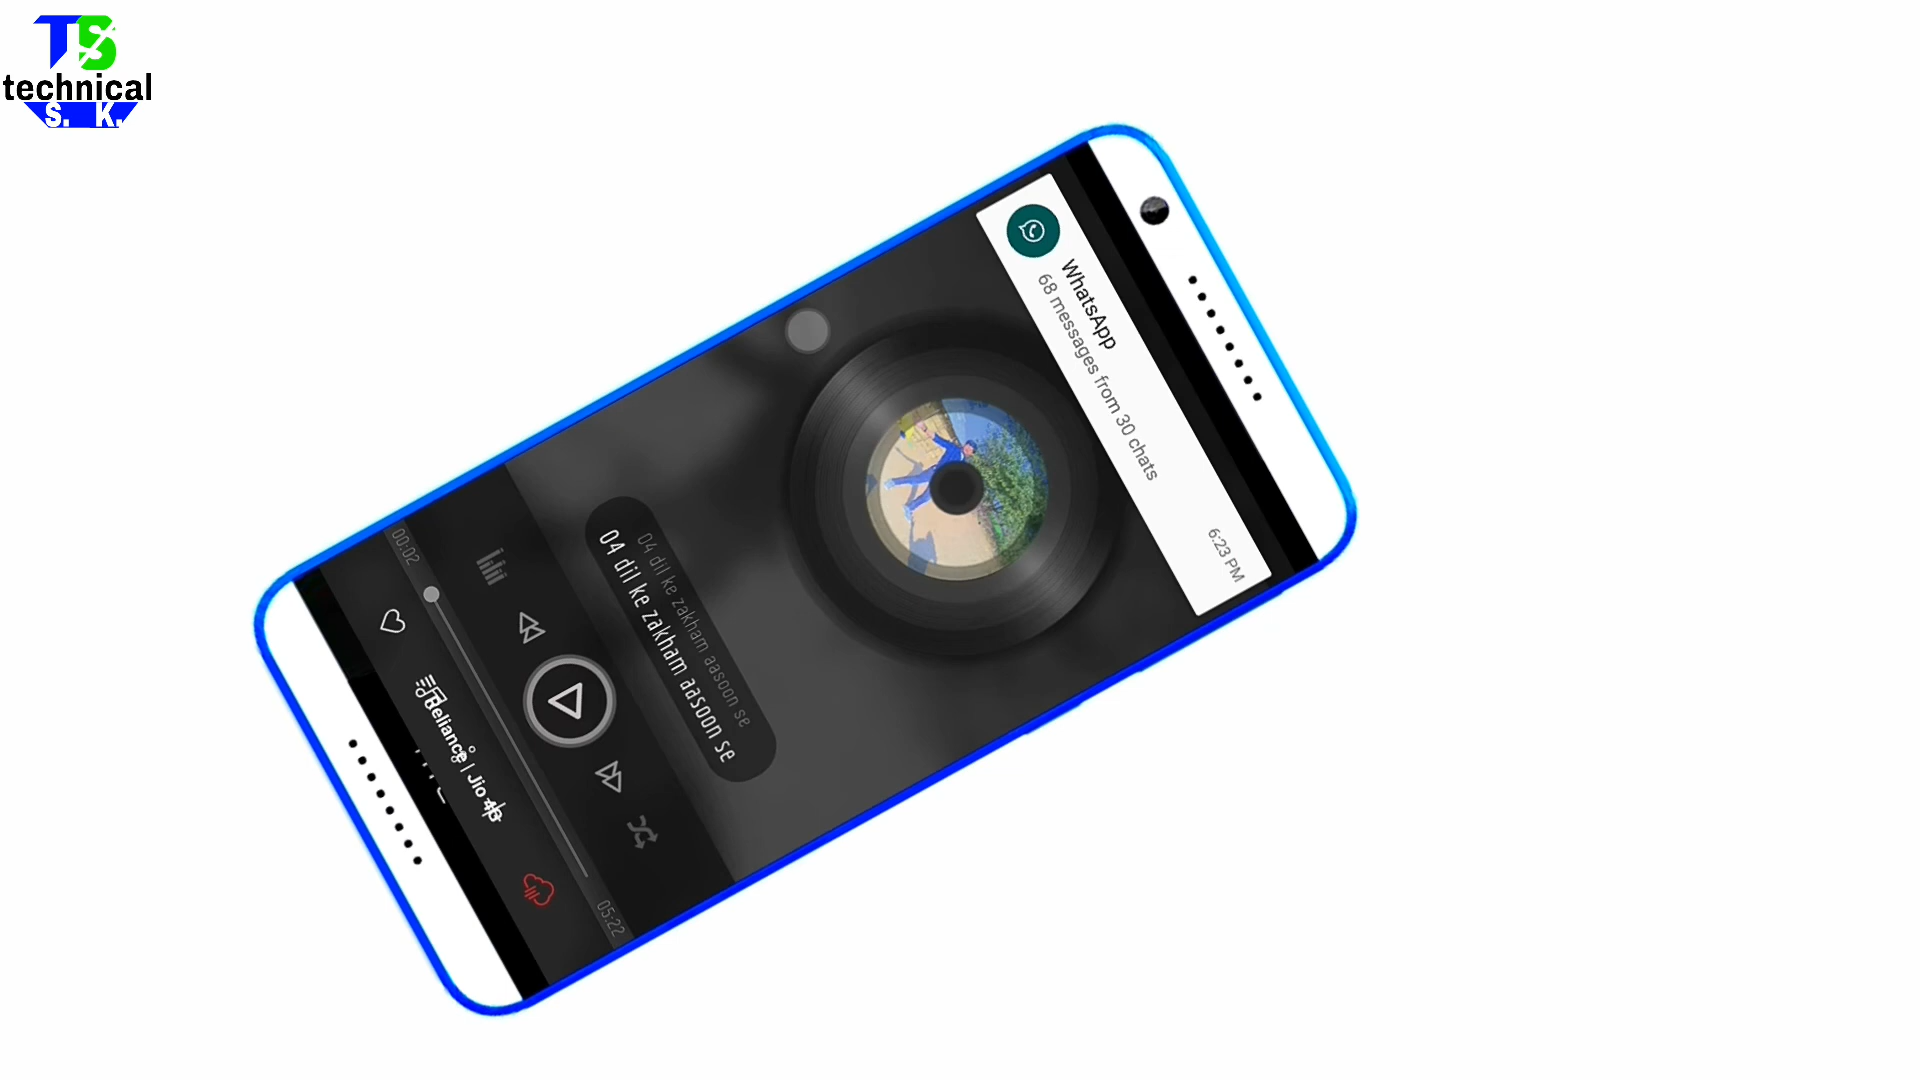 TS
technical
S. K.
WhatsApp
68 messages from 30 chats
6:23 PM
04 dil ke zakham aasoon se
04 dil ke zakham aasoon se
00:02
05:22
Reliance | Jio 4G